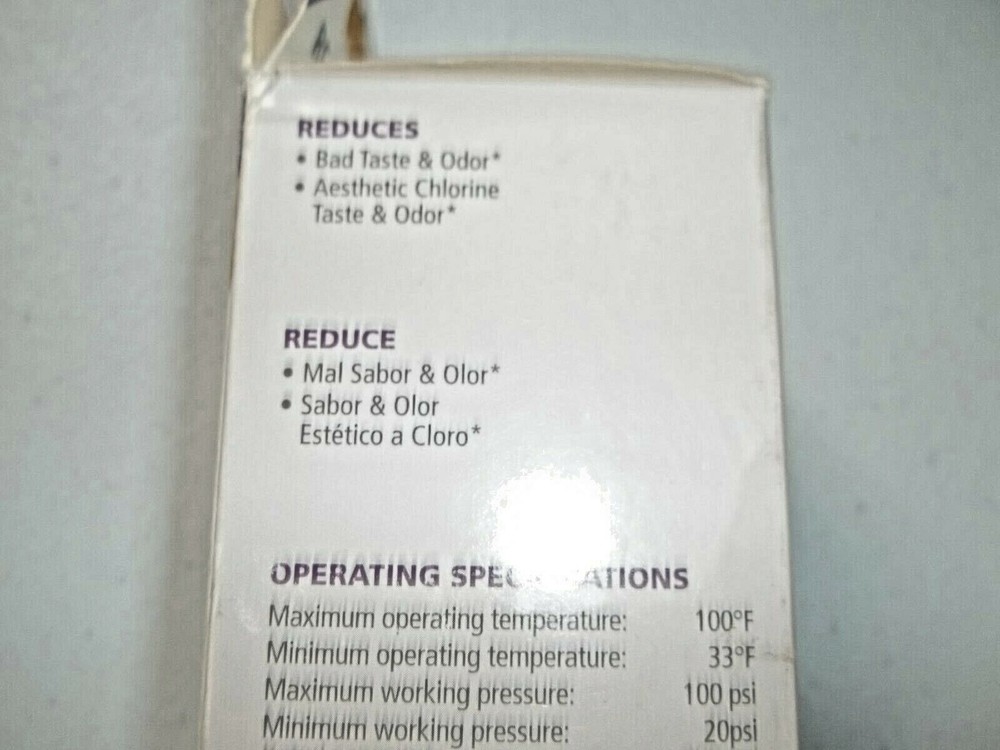 REDUCES
• Bad Taste & Odor*
• Aesthetic Chlorine
Taste & Odor*
REDUCE
• Mal Sabor & Olor*
• Sabor & Olor
Estético a Cloro*
OPERATING SPECIFICATIONS
Maximum operating temperature: 100°F
Minimum operating temperature: 33°F
Maximum working pressure: 100 psi
Minimum working pressure: 20psi